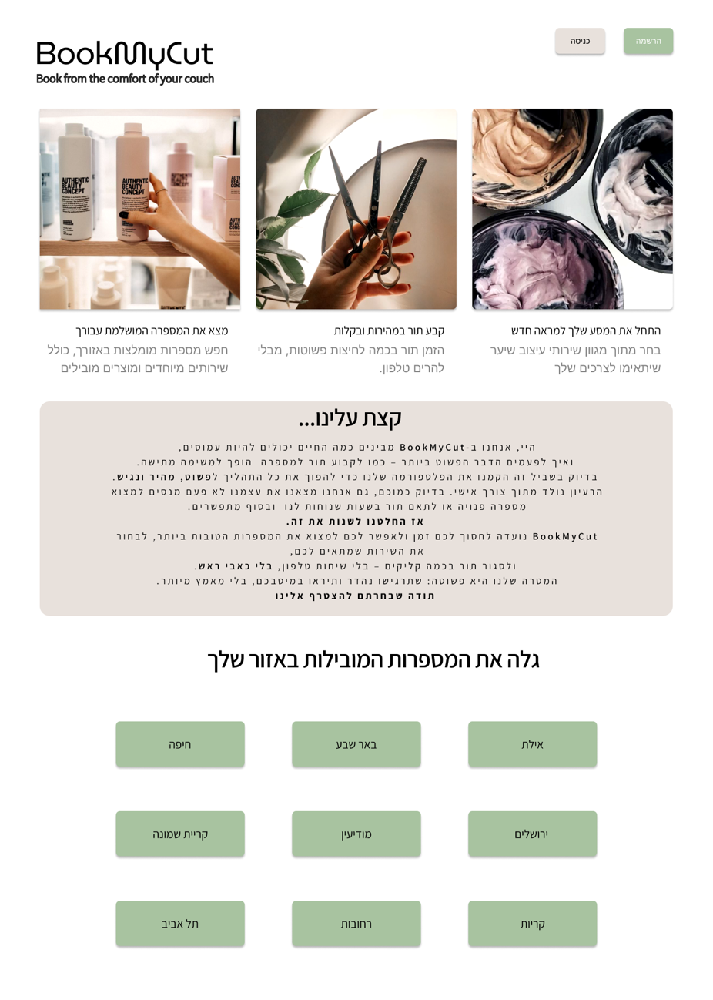 הרשמה
כניסה
BookMyCut
Book from the comfort of your couch
AUTHENTIC
BEAUTY
CONCEPT
AUTHENTIC
BEAUTY
CONCEPT
התחל את המסע שלך למראה חדש
בחר מתוך מגוון שירותי עיצוב שיער
שיתאימו לצרכים שלך
קבע תור במהירות ובקלות
הזמן תור בכמה לחיצות פשוטות, מבלי
להרים טלפון.
מצא את המספרה המושלמת עבורך
חפש מספרות מומלצות באזורך, כולל
שירותים מיוחדים ומוצרים מובילים
קצת עלינו...
היי, אנחנו ב-BookMyCut מבינים כמה החיים יכולים להיות עמוסים,
ואיך לפעמים הדבר הפשוט ביותר – כמו לקבוע תור למספרה הופך למשימה מתישה.
בדיוק בשביל זה הקמנו את הפלטפורמה שלנו כדי להפוך את כל התהליך לפשוט, מהיר ונגיש.
הרעיון נולד מתוך צורך אישי. בדיוק כמוכם, גם אנחנו מצאנו את עצמנו לא פעם מנסים למצוא
מספרה פנויה או לתאם תור בשעות שנוחות לנו ובסוף מתפשרים.
אז החלטנו לשנות את זה.
BookMyCut נועדה לחסוך לכם זמן ולאפשר לכם למצוא את המספרות הטובות ביותר, לבחור
את השירות שמתאים לכם,
ולסגור תור בכמה קליקים – בלי שיחות טלפון, בלי כאבי ראש.
המטרה שלנו היא פשוטה: שתרגישו נהדר ותיראו במיטבכם, בלי מאמץ מיותר.
תודה שבחרתם להצטרף אלינו
גלה את המספרות המובילות באזור שלך
אילת
באר שבע
חיפה
ירושלים
מודיעין
קריית שמונה
קריות
רחובות
תל אביב